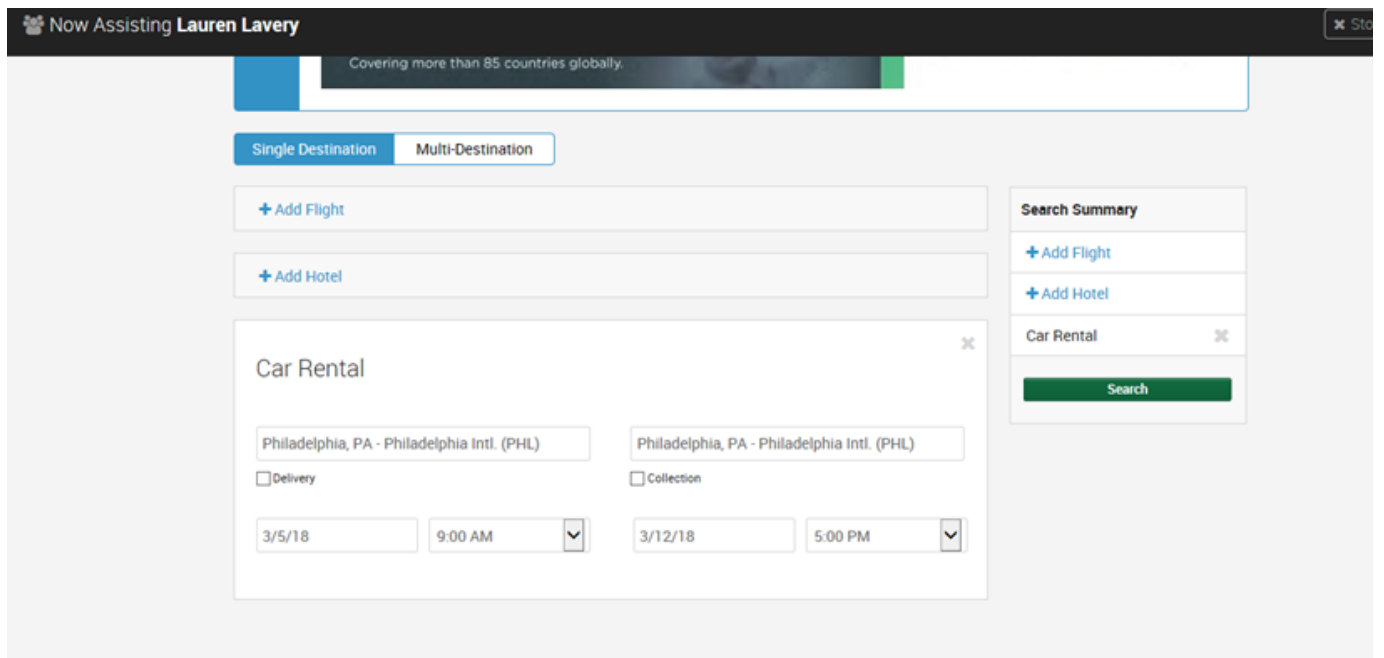 Now Assisting Lauren Lavery
Covering more than 85 countries globally.
Single Destination
Multi-Destination
Add Flight
Add Hotel
Car Rental
Philadelphia, PA - Philadelphia Intl. (PHL)
Philadelphia, PA - Philadelphia Intl. (PHL)
Delivery
Collection
3/5/18
9:00 AM
3/12/18
5:00 PM
Search Summary
Add Flight
Add Hotel
Car Rental
Search